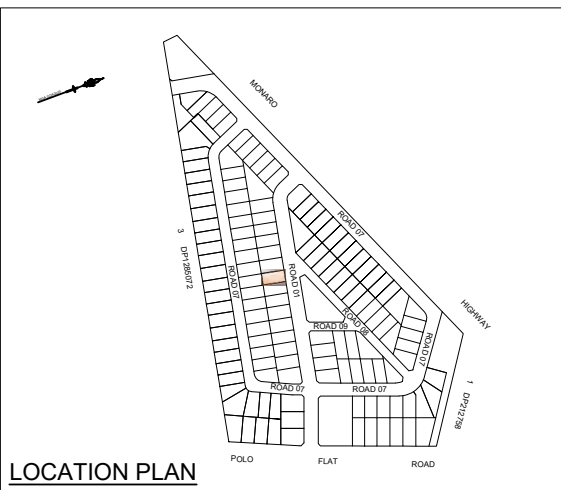 MONARO
ROAD 07
3 DP1285072
ROAD 07
ROAD 01
ROAD 08
HIGHWAY
ROAD 09
ROAD 07
ROAD 07
ROAD 07
1 DP212758
POLO FLAT ROAD
LOCATION PLAN